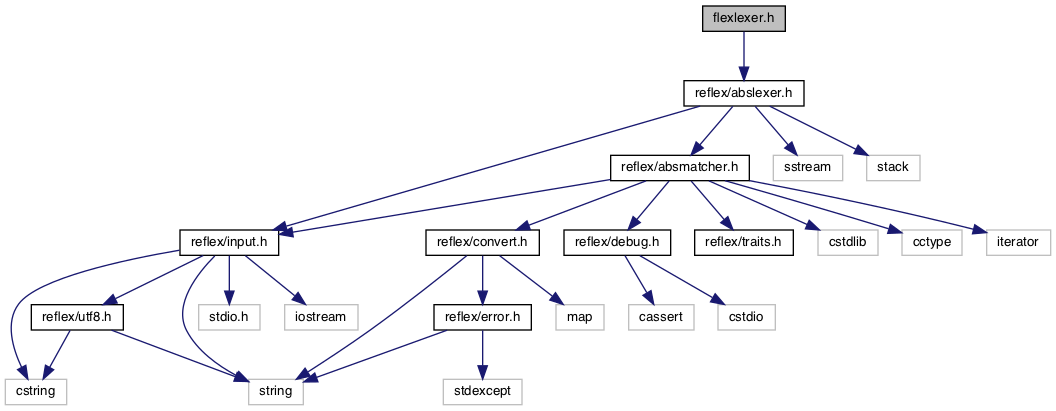 flexlexer.h
reflex/abslexer.h
reflex/absmatcher.h
sstream
stack
reflex/input.h
reflex/convert.h
reflex/debug.h
reflex/traits.h
cstdlib
cctype
iterator
reflex/utf8.h
stdio.h
iostream
reflex/error.h
map
cassert
cstdio
cstring
string
stdexcept